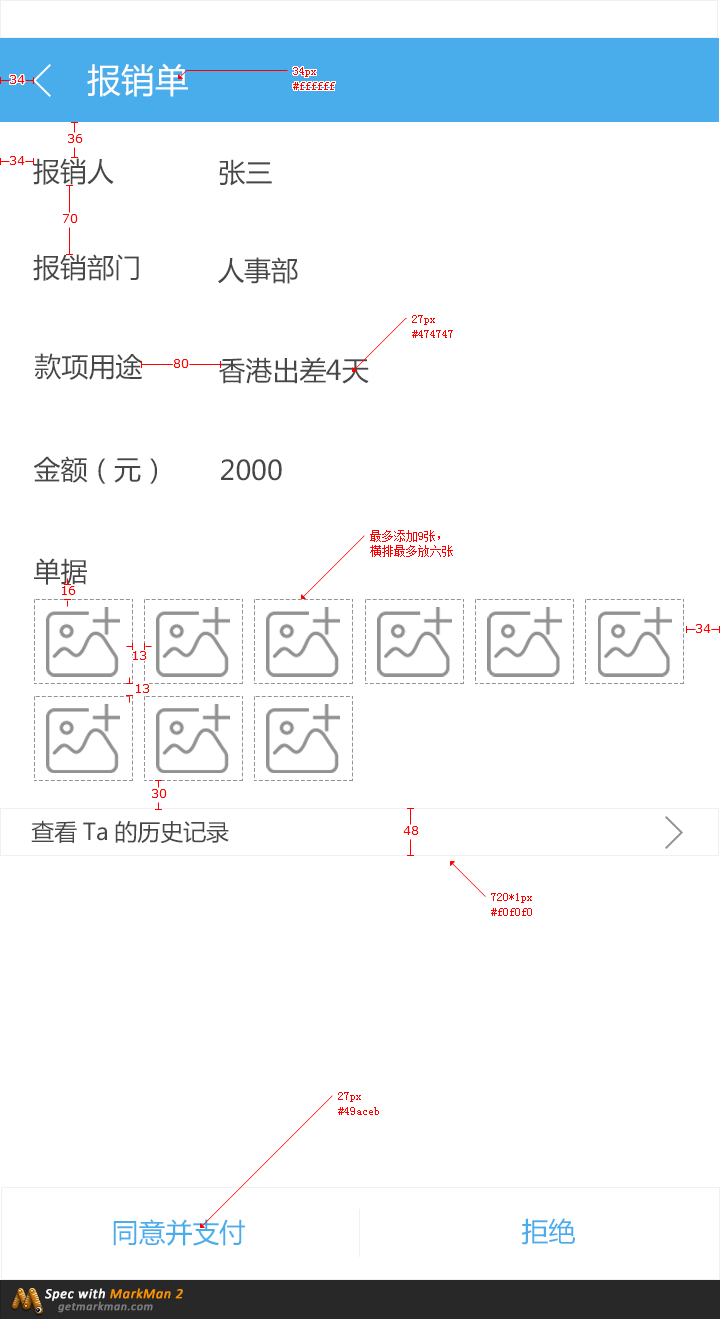 34
报销单
34px
#ffffff
36
34
报销人
张三
70
报销部门
人事部
27px
#474747
款项用途
80
香港出差4天
金额（元）
2000
最多添加9张，
横排最多放六张
单据
16
13
34
13
30
查看 Ta 的历史记录
48
720*1px
#f0f0f0
27px
#49aceb
同意并支付
拒绝
Spec with MarkMan 2
getmarkman.com